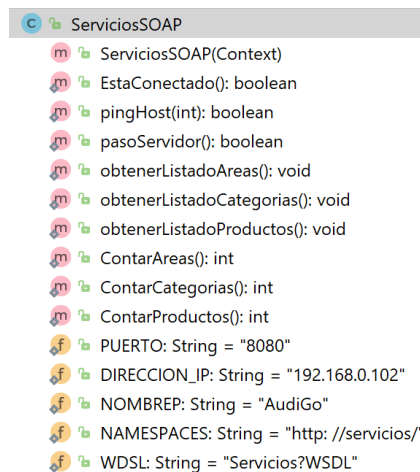 C ServiciosSOAP
m ServiciosSOAP(Context)
m EstaConectado(): boolean
m pingHost(int): boolean
m pasoServidor(): boolean
m obtenerListadoAreas(): void
m obtenerListadoCategorias(): void
m obtenerListadoProductos(): void
m ContarAreas(): int
m ContarCategorias(): int
m ContarProductos(): int
f PUERTO: String = "8080"
f DIRECCION_IP: String = "192.168.0.102"
f NOMBREP: String = "AudiGo"
f NAMESPACES: String = "http: //servicios/"
f WDSL: String = "Servicios?WSDL"